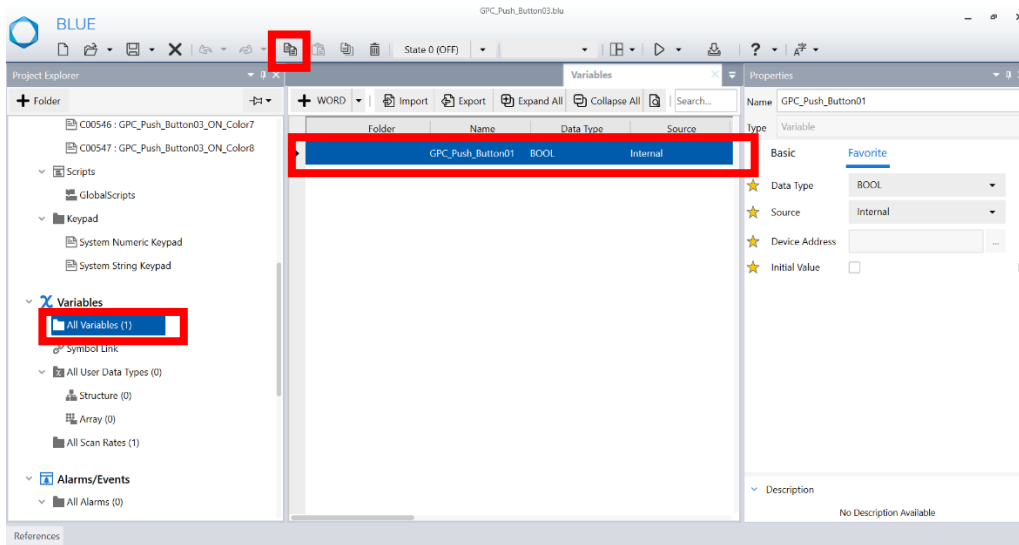 GPC_Push_Button03.blu
BLUE
State 0 (OFF)
?
Project Explorer
Variables
Properties
Folder
WORD
Import
Export
Expand All
Collapse All
Search...
Name GPC_Push_Button01
C00546 : GPC_Push_Button03_ON_Color7
Folder Name Data Type Source
Type Variable
C00547 : GPC_Push_Button03_ON_Color8
GPC_Push_Button01 BOOL Internal
Basic Favorite
Scripts
Data Type BOOL
GlobalScripts
Source Internal
Keypad
System Numeric Keypad
Device Address ...
System String Keypad
Initial Value
Variables
All Variables (1)
Symbol Link
All User Data Types (0)
Structure (0)
Array (0)
All Scan Rates (1)
Alarms/Events
All Alarms (0)
Description
No Description Available
References